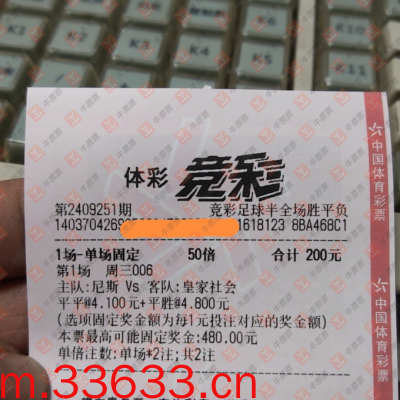 体彩 竞彩
第2409251期 竞彩足球半全场胜平负
1403704269 1618123 8BA468C1
1场-单场固定 50倍 合计 200元
第1场 周三006
主队:尼斯 Vs 客队:皇家社会
平平@4.100元+平胜@4.800元
(选项固定奖金额为每1元投注对应的奖金额)
本票最高可能固定奖金:480.00元
单倍注数:单场*2注;共2注
中国体育彩票
中国体育彩票
m.33633.cn